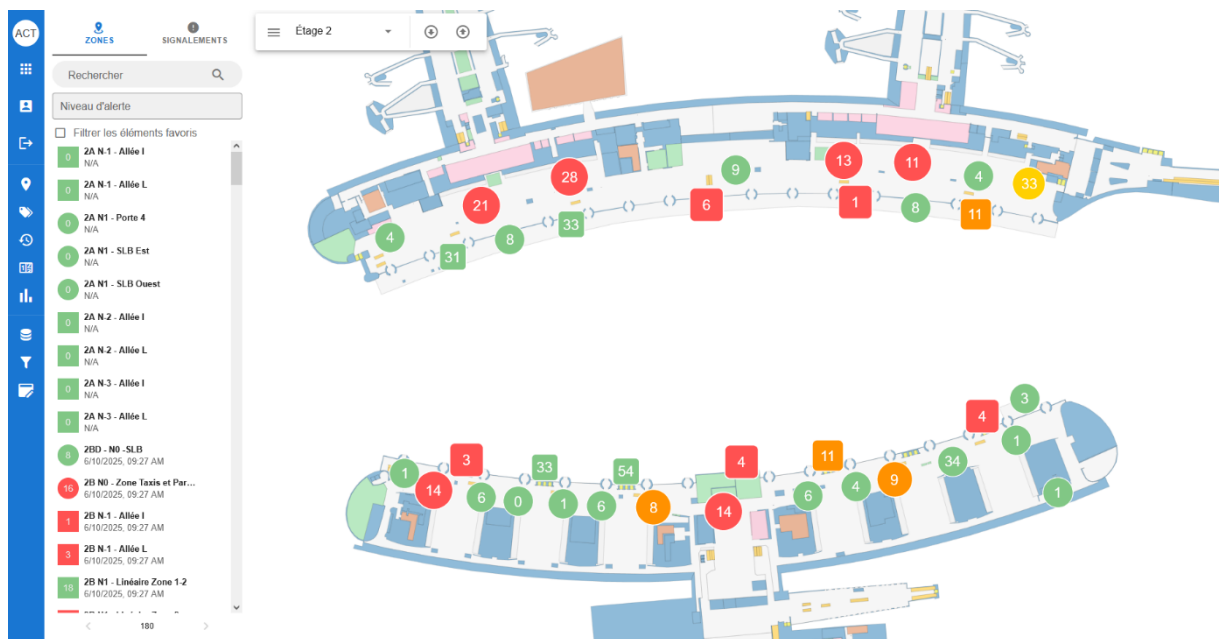 ACT
ZONES
SIGNALEMENTS
Étage 2
Rechercher
Niveau d'alerte
Filtrer les éléments favoris
0
2A N-1 - Allée I
N/A
0
2A N-1 - Allée L
N/A
0
2A N1 - Porte 4
N/A
0
2A N1 - SLB Est
N/A
0
2A N1 - SLB Ouest
N/A
0
2A N-2 - Allée I
N/A
0
2A N-2 - Allée L
N/A
0
2A N-3 - Allée I
N/A
0
2A N-3 - Allée L
N/A
8
2BD - N0 -SLB
6/10/2025, 09:27 AM
16
2B N0 - Zone Taxis et Par...
6/10/2025, 09:27 AM
1
2B N-1 - Allée I
6/10/2025, 09:27 AM
3
2B N-1 - Allée L
6/10/2025, 09:27 AM
18
2B N1 - Linéaire Zone 1-2
6/10/2025, 09:27 AM
180
13
11
28
9
4
33
21
6
1
8
11
33
4
8
31
3
4
1
3
33
54
4
11
34
1
14
6
0
1
6
8
14
6
4
9
1